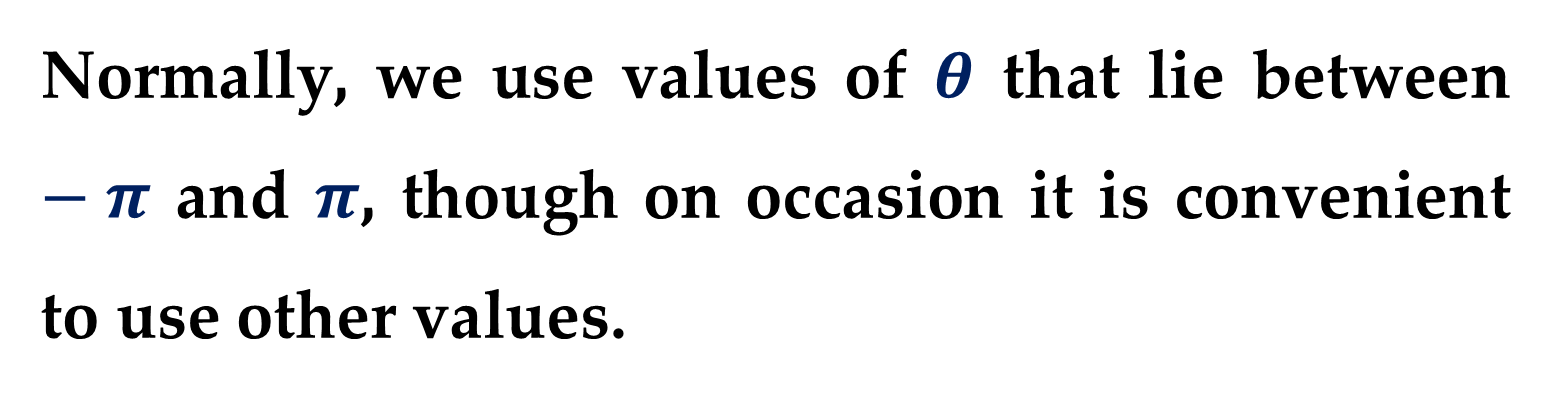 Normally, we use values of θ that lie between
− π and π, though on occasion it is convenient
to use other values.